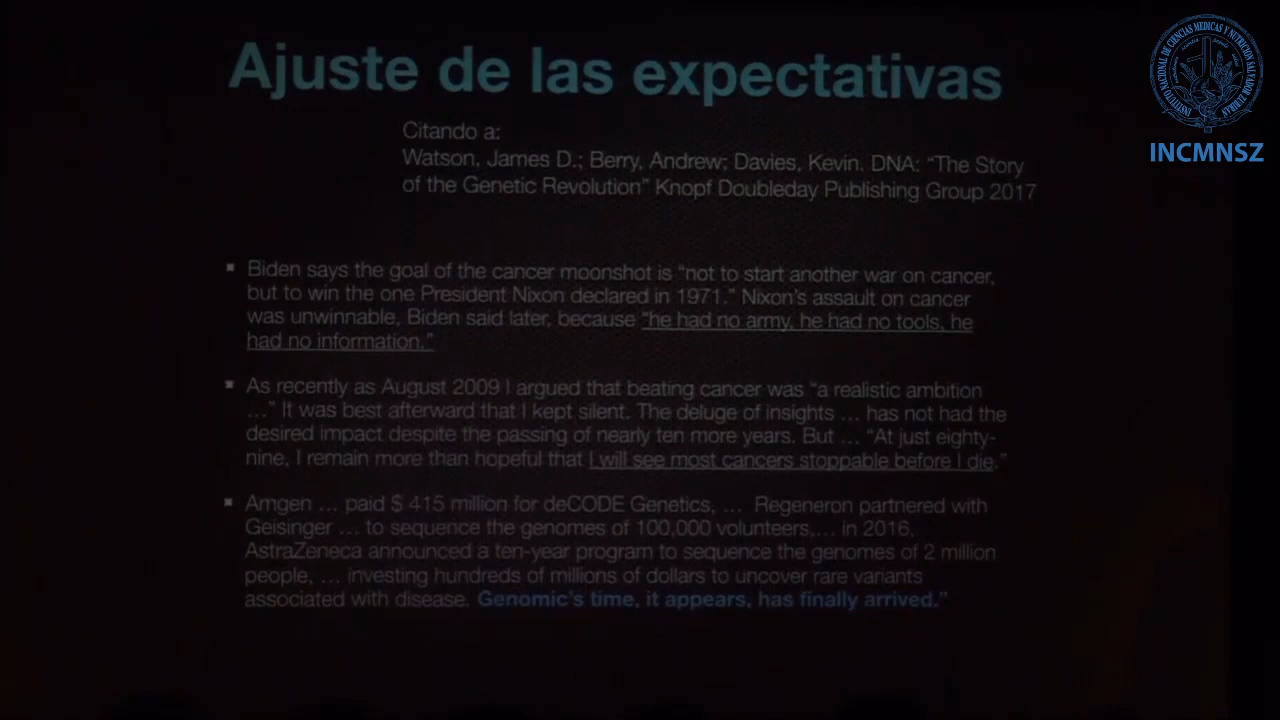 Ajuste de las expectativas
INSTITUTO NACIONAL DE CIENCIAS MEDICAS Y NUTRICION SALVADOR ZUBIRAN
INCMNSZ
Citando a:
Watson, James D.; Berry, Andrew; Davies, Kevin. DNA: “The Story
of the Genetic Revolution” Knopf Doubleday Publishing Group 2017
▪ Biden says the goal of the cancer moonshot is “not to start another war on cancer,
but to win the one President Nixon declared in 1971.” Nixon’s assault on cancer
was unwinnable, Biden said later, because “he had no army, he had no tools, he
had no information.”
▪ As recently as August 2009 I argued that beating cancer was “a realistic ambition
…” It was best afterward that I kept silent. The deluge of insights … has not had the
desired impact despite the passing of nearly ten more years. But … “At just eighty-
nine, I remain more than hopeful that I will see most cancers stoppable before I die.”
▪ Amgen … paid $ 415 million for deCODE Genetics, … Regeneron partnered with
Geisinger … to sequence the genomes of 100,000 volunteers,… in 2016,
AstraZeneca announced a ten-year program to sequence the genomes of 2 million
people, … investing hundreds of millions of dollars to uncover rare variants
associated with disease. Genomic’s time, it appears, has finally arrived.”